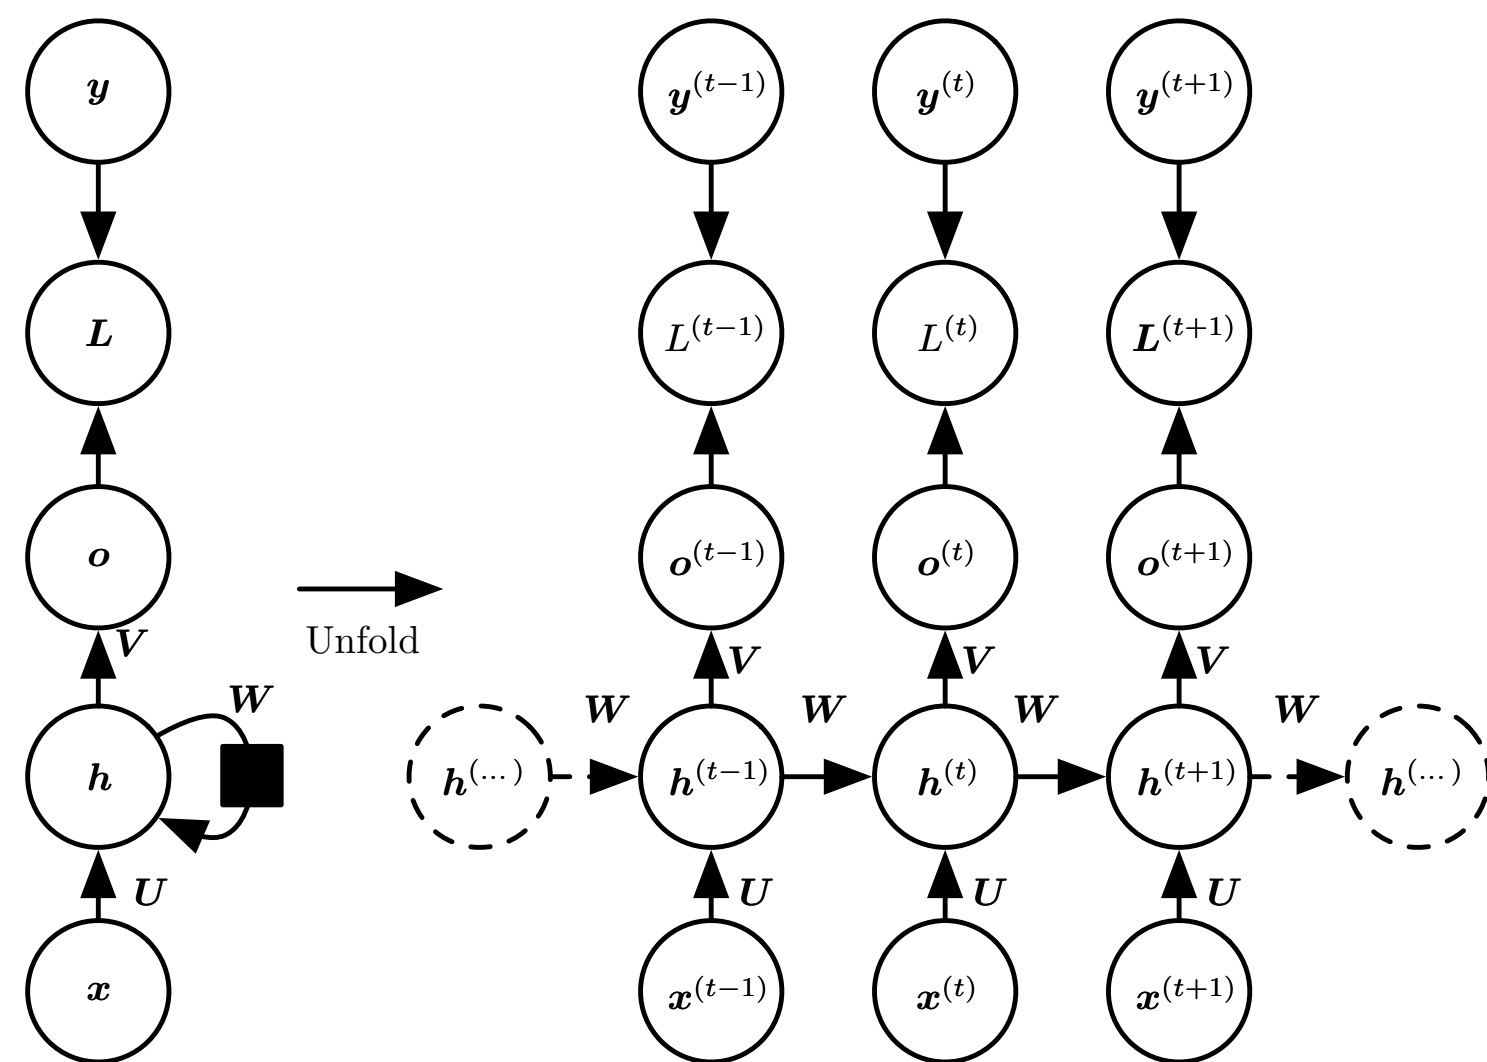 y y^(t−1) y^(t) y^(t+1)
L L^(t−1) L^(t) L^(t+1)
o o^(t−1) o^(t) o^(t+1)
Unfold
V V V V
W W W W W
h h^(...) h^(t−1) h^(t) h^(t+1) h^(...)
U U U U
x x^(t−1) x^(t) x^(t+1)